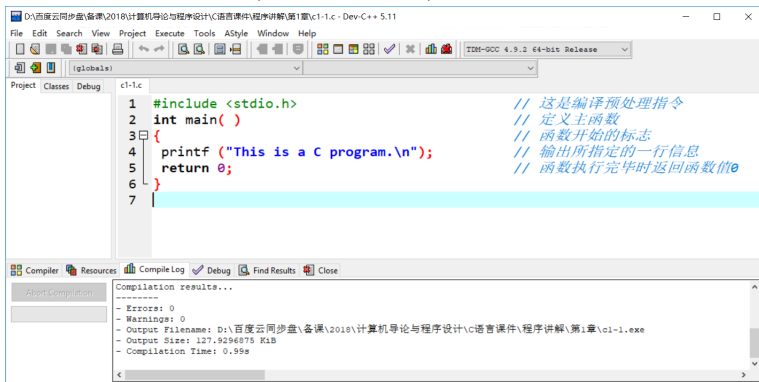 D:\百度云同步盘\备课\2018\计算机导论与程序设计\C语言课件\程序讲解\第1章\c1-1.c - Dev-C++ 5.11
File Edit Search View Project Execute Tools AStyle Window Help
TDM-GCC 4.9.2 64-bit Release
(globals)
Project Classes Debug c1-1.c
1 #include <stdio.h> // 这是编译预处理指令
2 int main( ) // 定义主函数
3 { // 函数开始的标志
4 printf ("This is a C program.\n"); // 输出所指定的一行信息
5 return 0; // 函数执行完毕时返回函数值0
6 }
7
Compiler Resources Compile Log Debug Find Results Close
Abort Compilation
Compilation results...
--------
- Errors: 0
- Warnings: 0
- Output Filename: D:\百度云同步盘\备课\2018\计算机导论与程序设计\C语言课件\程序讲解\第1章\c1-1.exe
- Output Size: 127.9296875 KiB
- Compilation Time: 0.99s